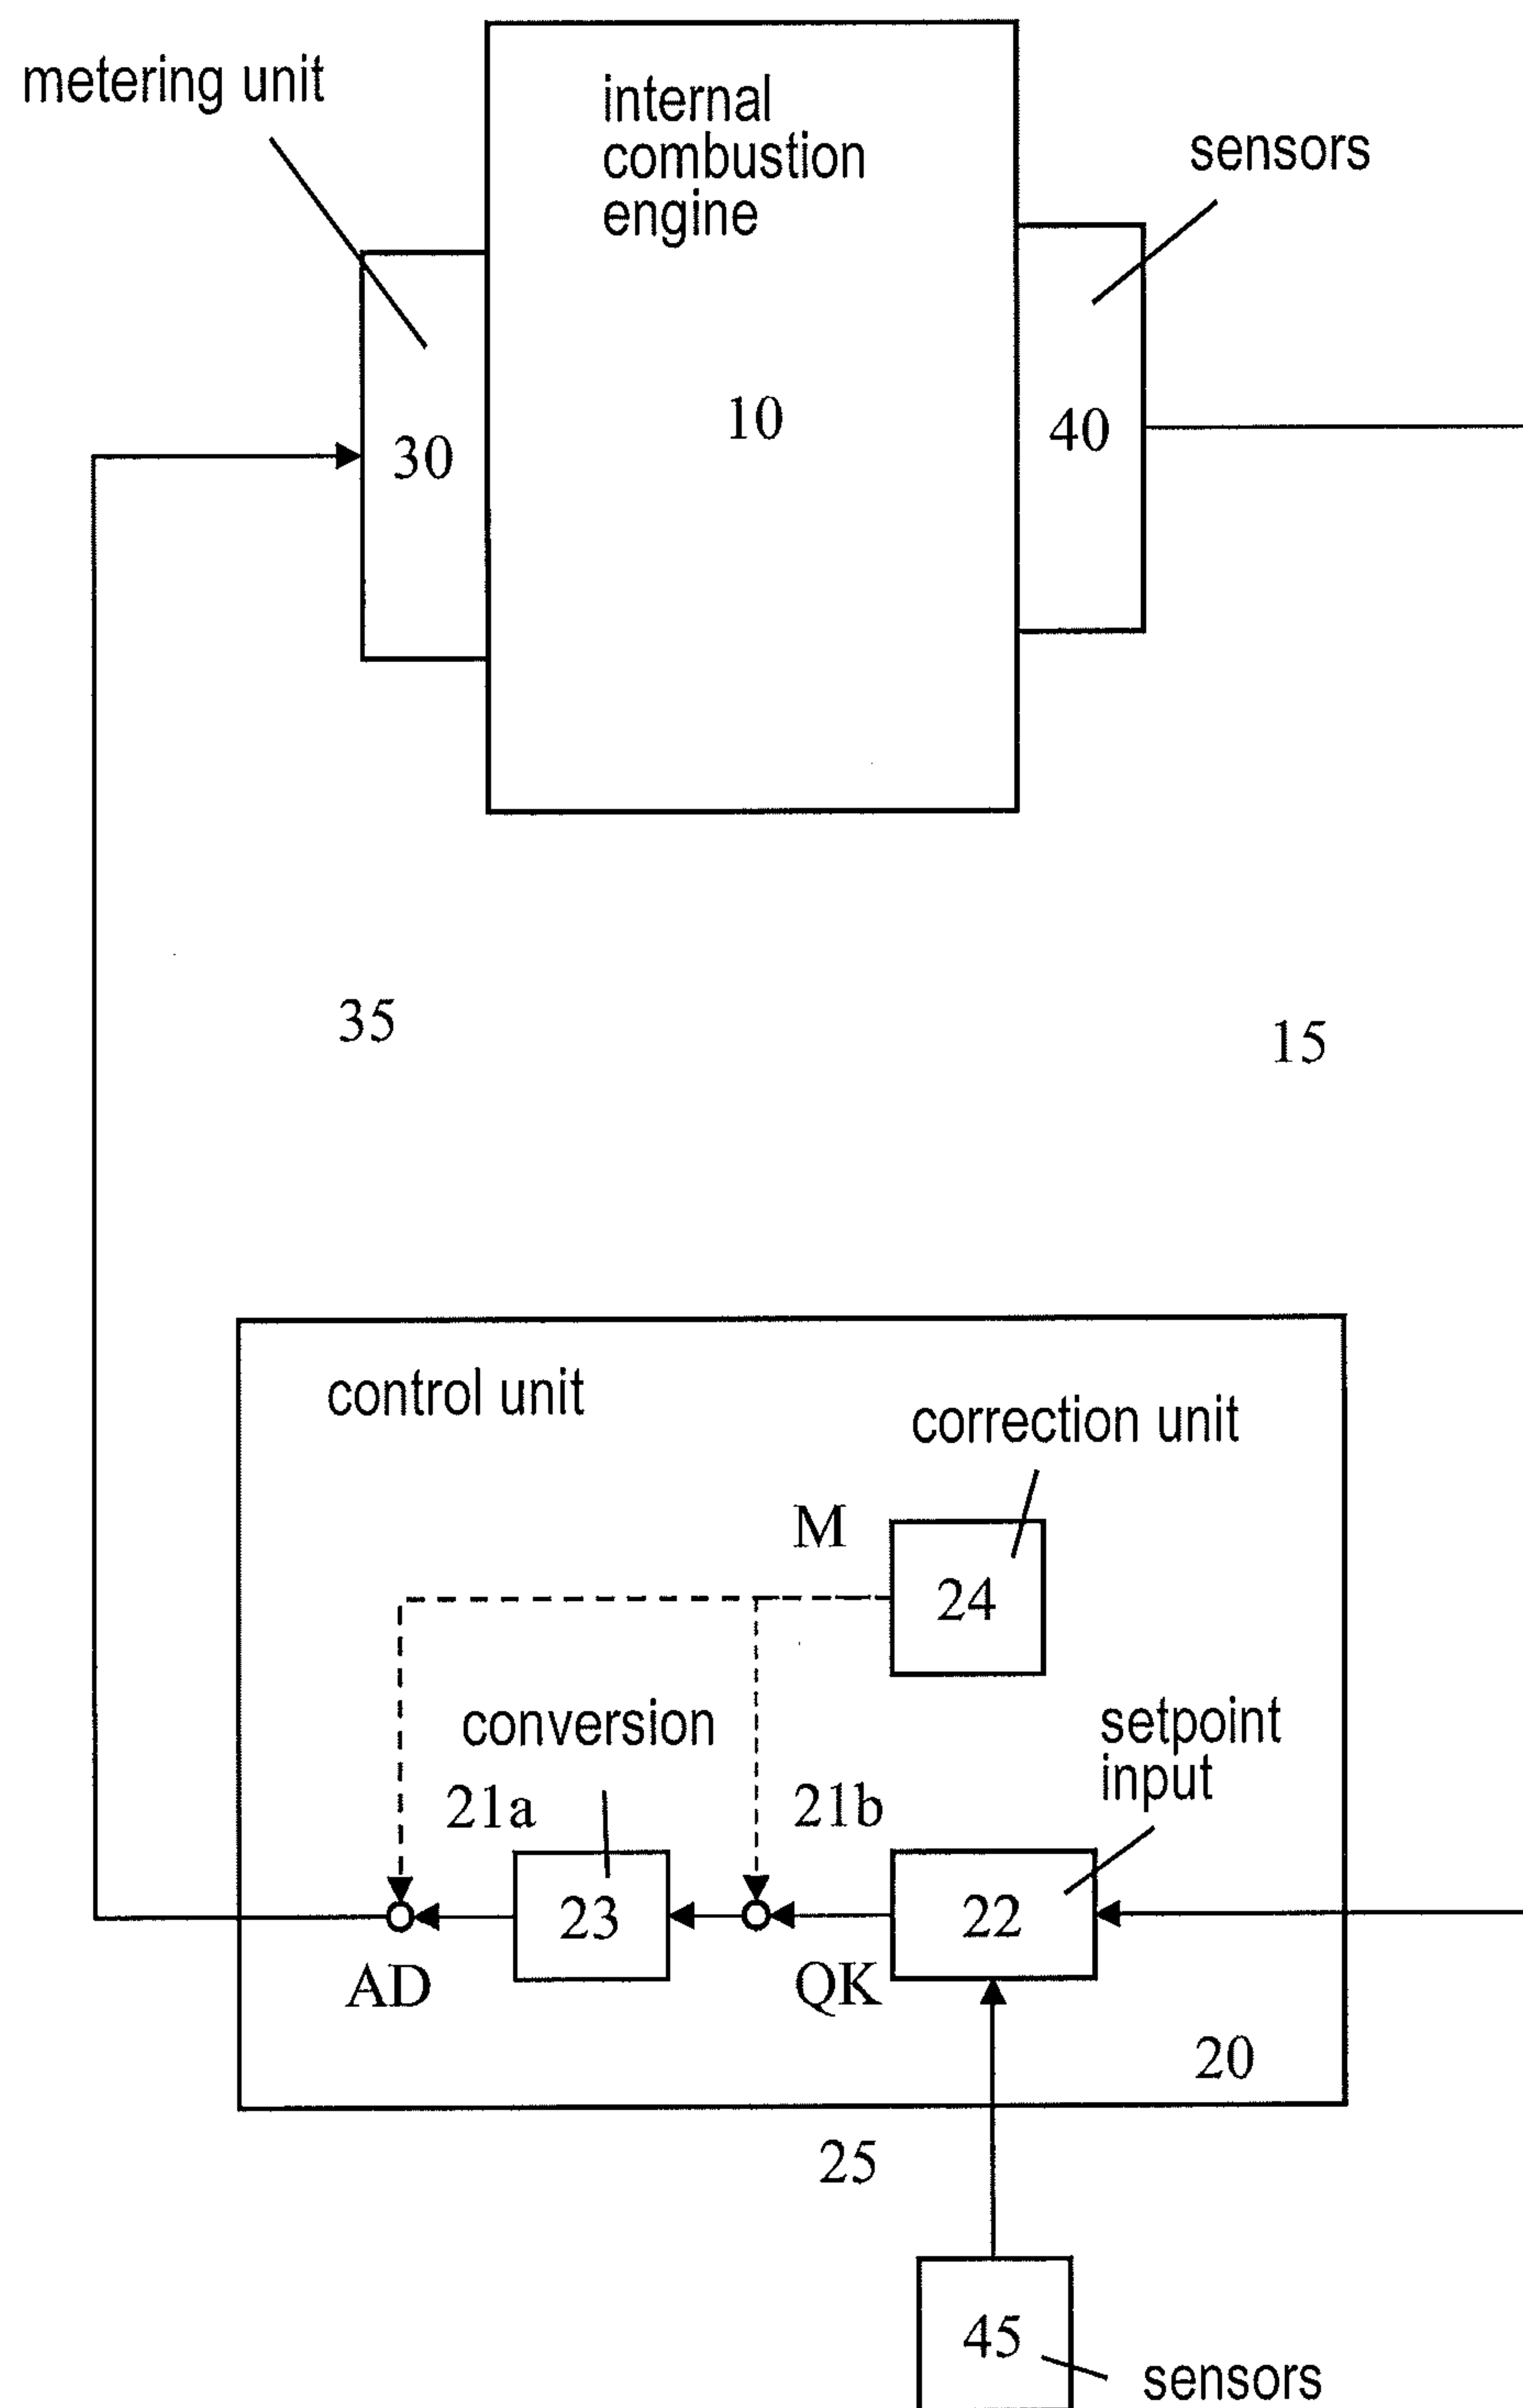 metering unit
internal
combustion
engine
sensors
10
40
30
35
15
control unit
correction unit
M
24
conversion
setpoint
input
21a
21b
23
22
AD
QK
20
25
45
sensors